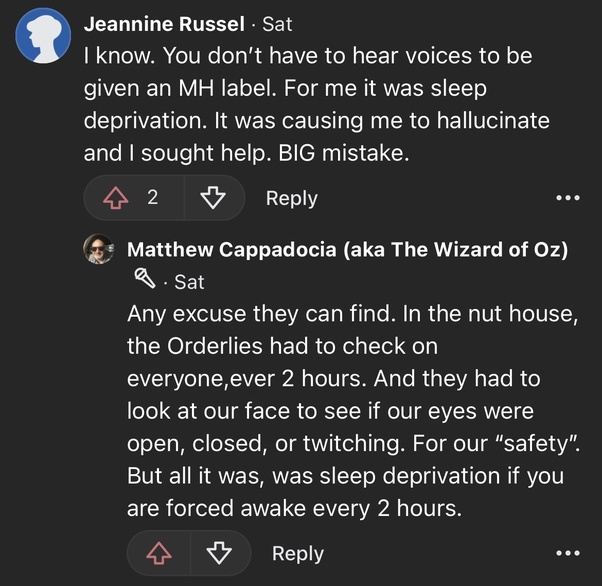 Jeannine Russel · Sat
I know. You don’t have to hear voices to be
given an MH label. For me it was sleep
deprivation. It was causing me to hallucinate
and I sought help. BIG mistake.
2
Reply
Matthew Cappadocia (aka The Wizard of Oz)
· Sat
Any excuse they can find. In the nut house,
the Orderlies had to check on
everyone,ever 2 hours. And they had to
look at our face to see if our eyes were
open, closed, or twitching. For our “safety”.
But all it was, was sleep deprivation if you
are forced awake every 2 hours.
Reply